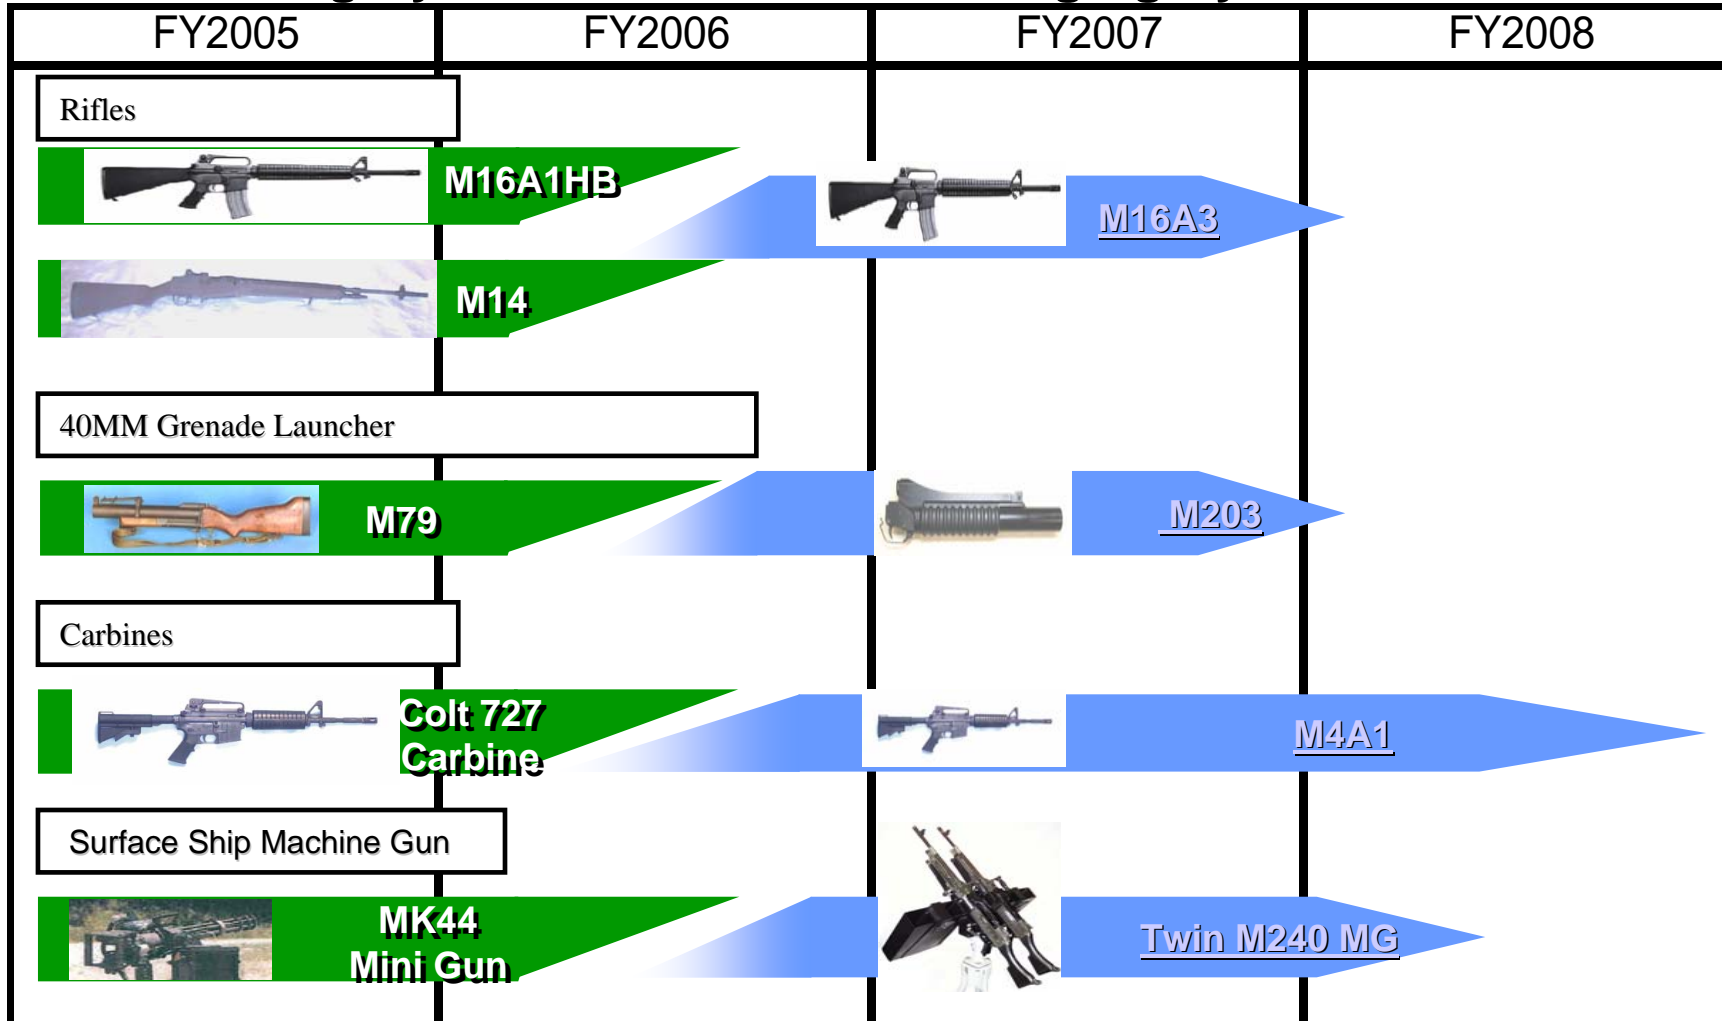 FY2005
FY2006
FY2007
FY2008
Rifles
M16A1HB
M16A3
M14
40MM Grenade Launcher
M79
M203
Carbines
Colt 727
Carbine
M4A1
Surface Ship Machine Gun
MK44
Mini Gun
Twin M240 MG